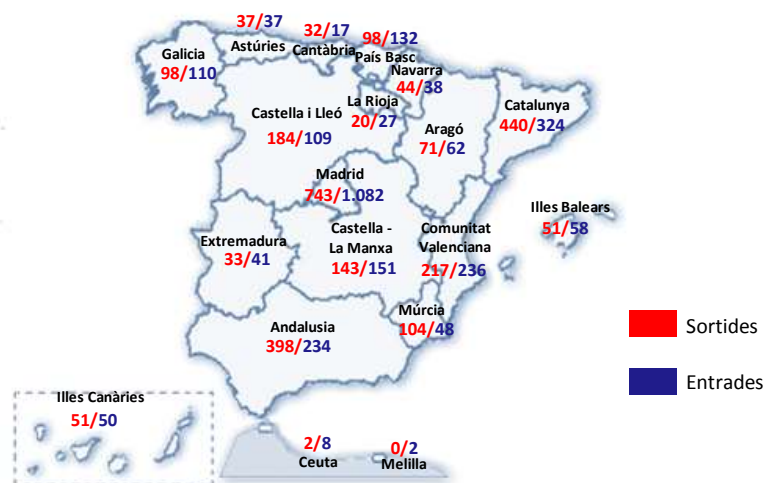 37/37
Astúries
32/17
Cantàbria
98/132
País Basc
Navarra
44/38
Galicia
98/110
La Rioja
20/27
Castella i Lleó
184/109
Catalunya
440/324
Aragó
71/62
Madrid
743/1.082
Illes Balears
51/58
Extremadura
33/41
Castella -
La Manxa
143/151
Comunitat
Valenciana
217/236
Múrcia
104/48
Andalusia
398/234
Sortides
Entrades
Illes Canàries
51/50
2/8
Ceuta
0/2
Melilla